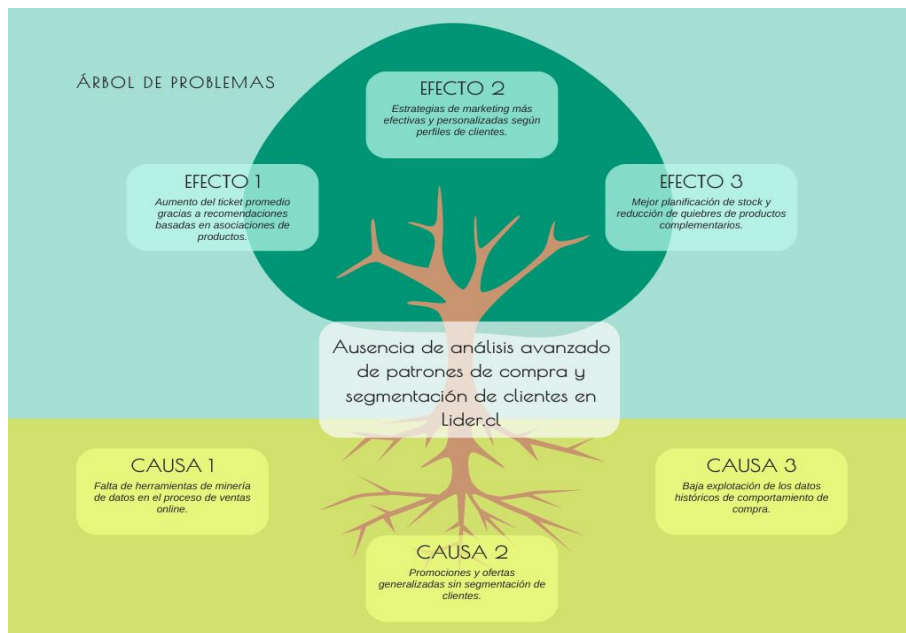 ÁRBOL DE PROBLEMAS
EFECTO 2
Estrategias de marketing más
efectivas y personalizadas según
perfiles de clientes.
EFECTO 1
Aumento del ticket promedio
gracias a recomendaciones
basadas en asociaciones de
productos.
EFECTO 3
Mejor planificación de stock y
reducción de quiebres de productos
complementarios.
Ausencia de análisis avanzado
de patrones de compra y
segmentación de clientes en
Lider.cl
CAUSA 1
Falta de herramientas de minería
de datos en el proceso de ventas
online.
CAUSA 3
Baja explotación de los datos
históricos de comportamiento de
compra.
CAUSA 2
Promociones y ofertas
generalizadas sin segmentación de
clientes.